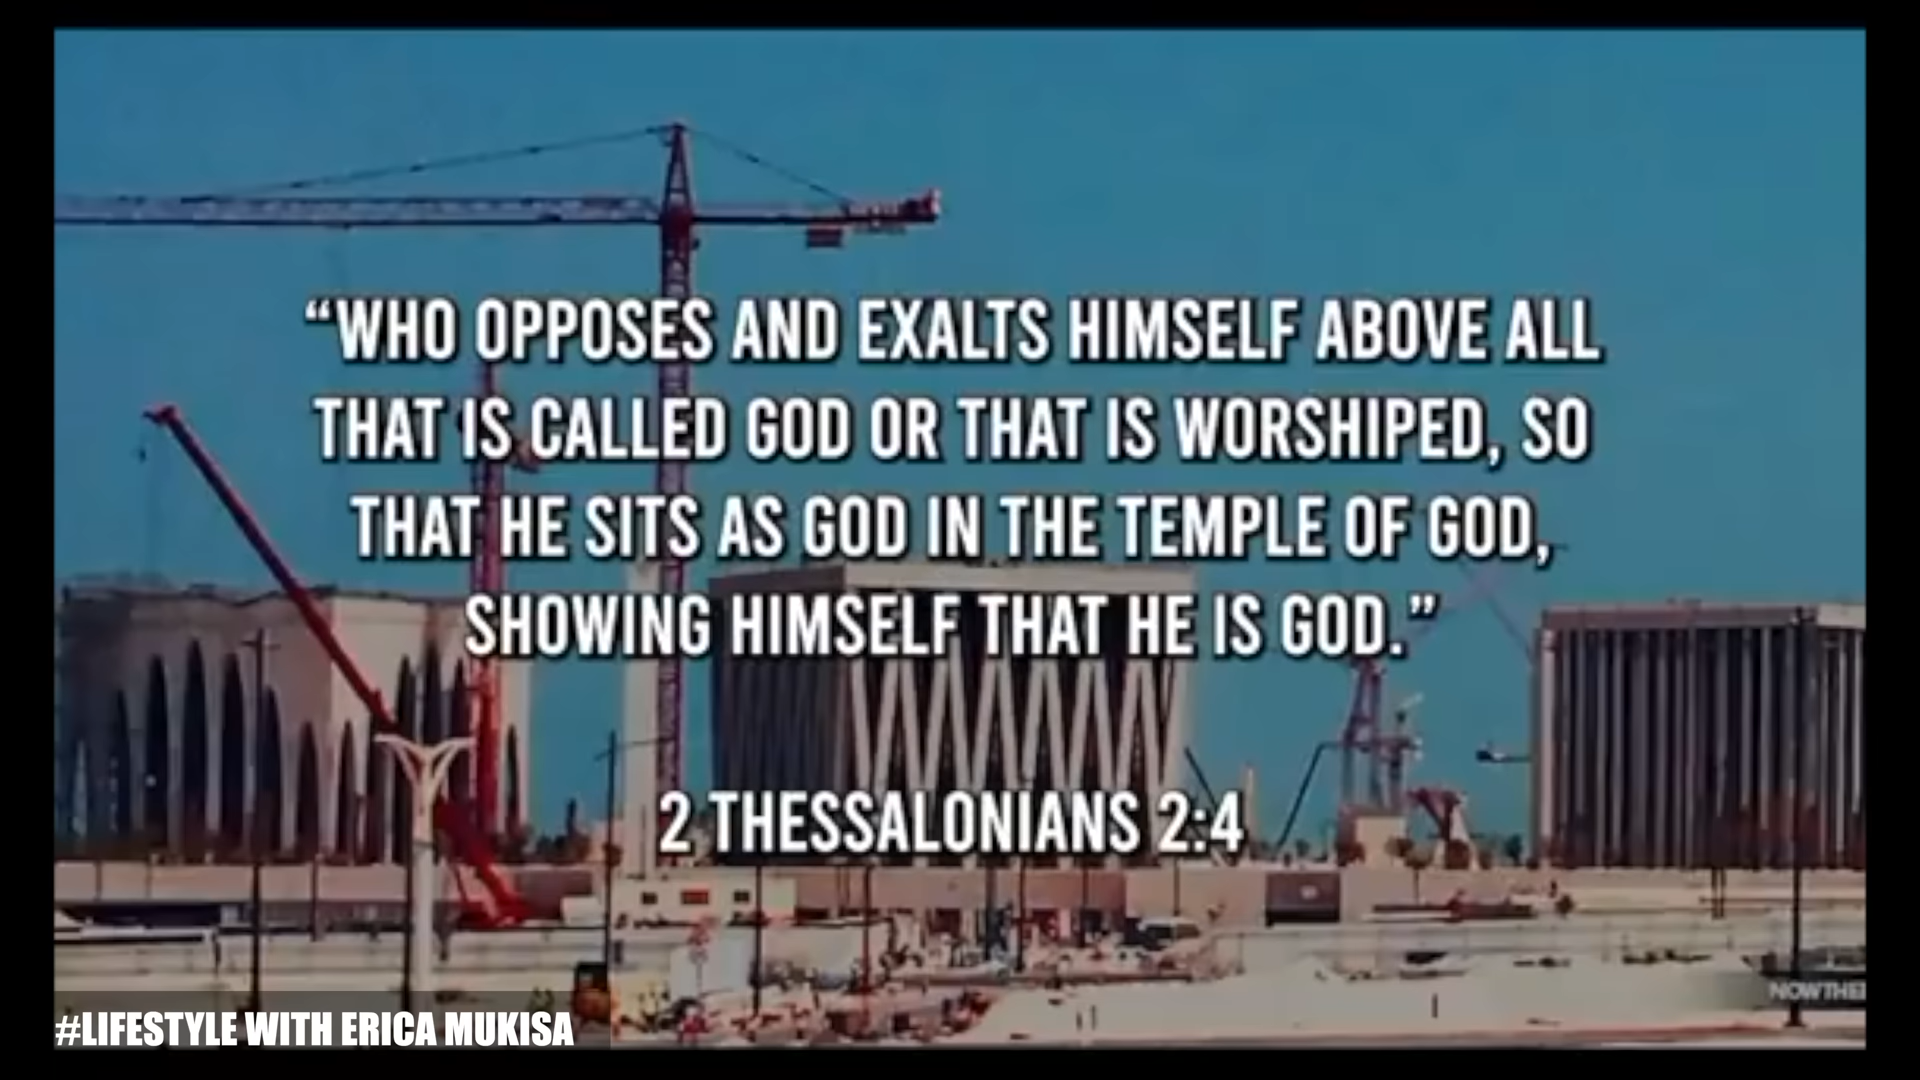 “WHO OPPOSES AND EXALTS HIMSELF ABOVE ALL
THAT IS CALLED GOD OR THAT IS WORSHIPED, SO
THAT HE SITS AS GOD IN THE TEMPLE OF GOD,
SHOWING HIMSELF THAT HE IS GOD.”
2 THESSALONIANS 2:4
NOWTHE
#LIFESTYLE WITH ERICA MUKISA